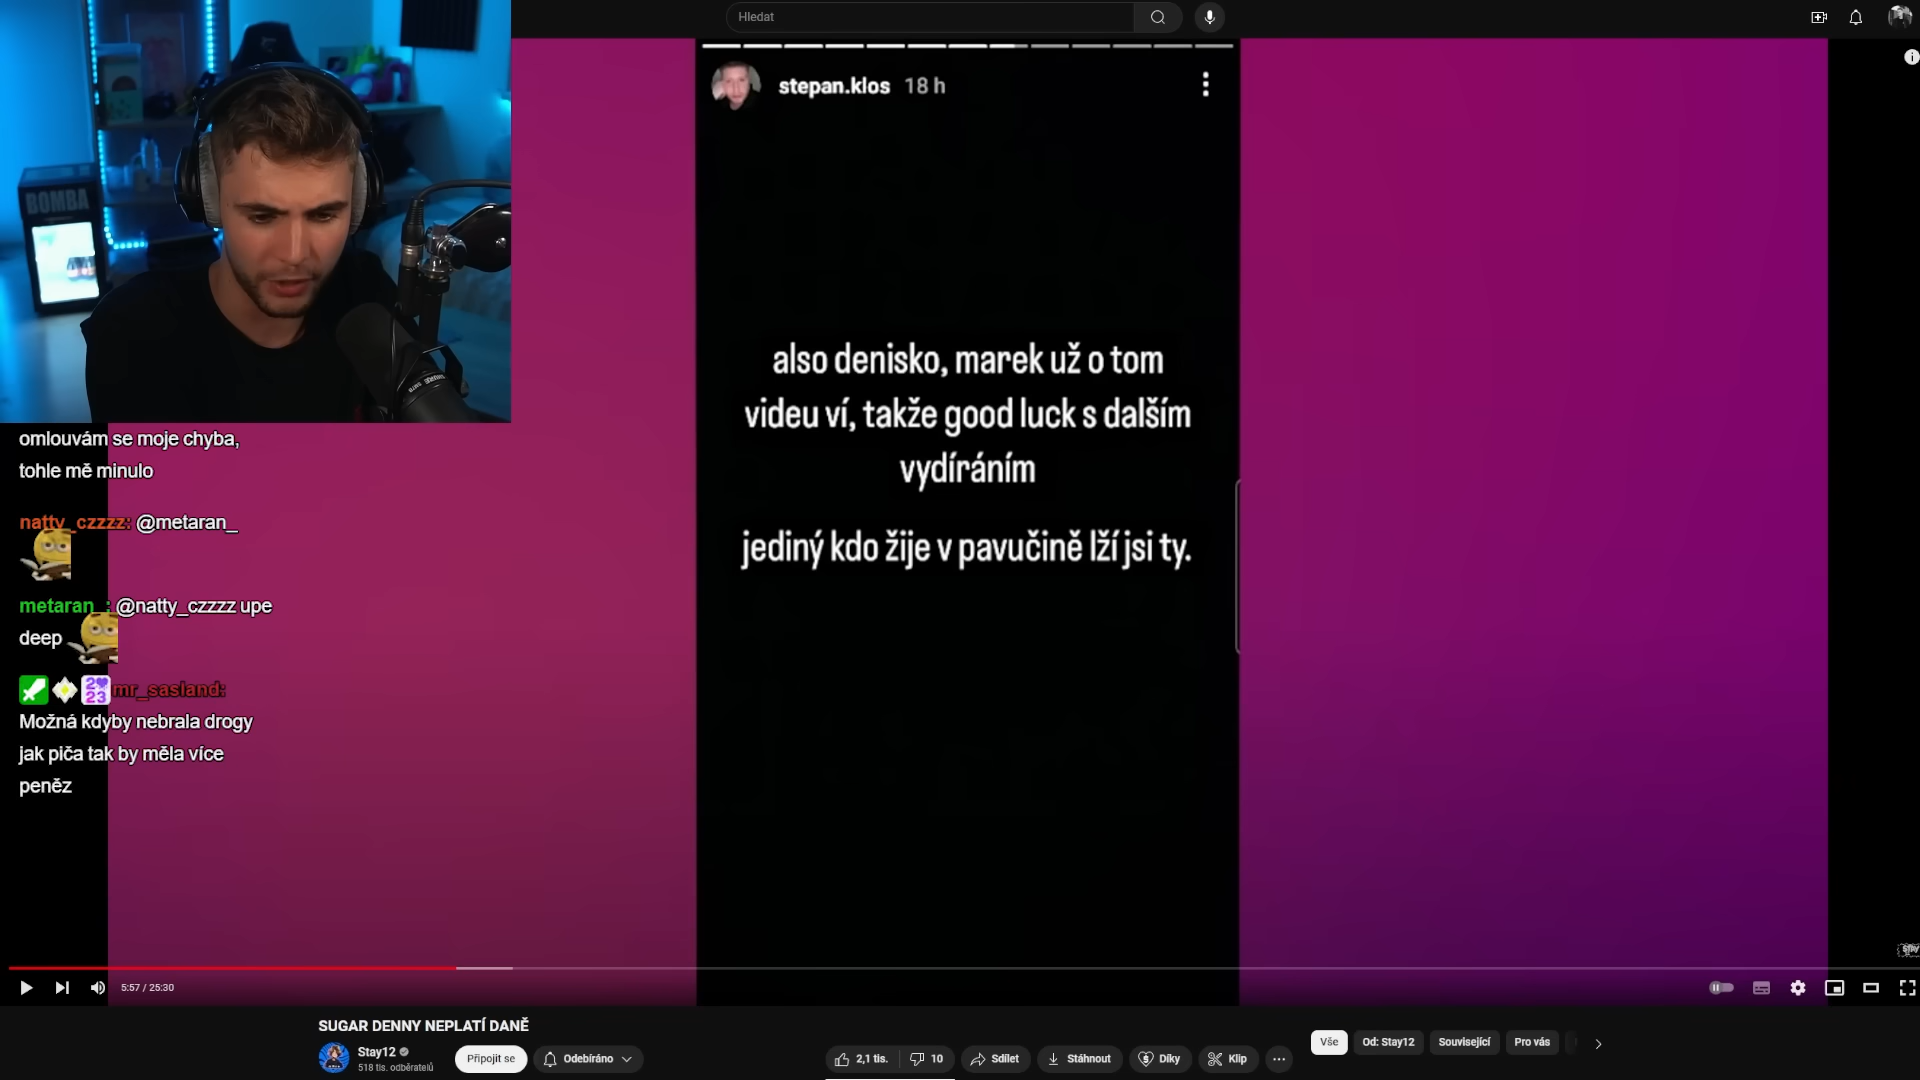 Hledat
stepan.klos 18 h
BOMBA
also denisko, marek už o tom
videu ví, takže good luck s dalším
vydíráním
jediný kdo žije v pavučině lží jsi ty.
omlouvám se moje chyba,
tohle mě minulo
natty_czzzz: @metaran_
metaran_: @natty_czzzz upe
deep
mr_sasland:
Možná kdyby nebrala drogy
jak piča tak by měla více
peněz
5:57 / 25:30
SUGAR DENNY NEPLATÍ DANĚ
Stay12
518 tis. odběratelů
Připojit se
Odebíráno
2,1 tis.
10
Sdílet
Stáhnout
Díky
Klip
Vše
Od: Stay12
Související
Pro vás